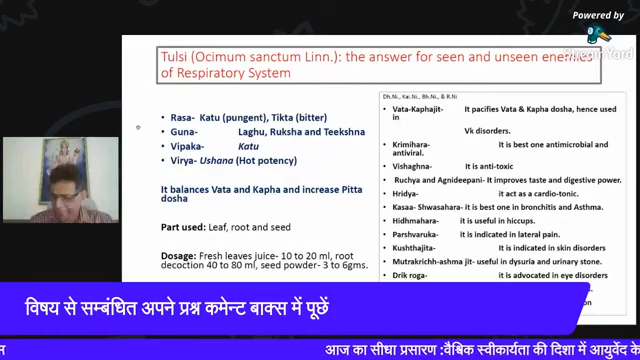 Powered by
StreamYard
Tulsi (Ocimum sanctum Linn.): the answer for seen and unseen enemies
of Respiratory System
Rasa- Katu (pungent), Tikta (bitter)
Guna- Laghu, Ruksha and Teekshna
Vipaka- Katu
Virya- Ushana (Hot potency)
It balances Vata and Kapha and increase Pitta
dosha
Part used: Leaf, root and seed
Dosage: Fresh leaves juice- 10 to 20 ml, root
decoction 40 to 80 ml, seed powder- 3 to 6gms.
Dh.Ni., Kai.Ni., Bh.Ni., & R.Ni
Vata-Kaphajit- It pacifies Vata & Kapha dosha, hence used
in
Vk disorders.
Krimihara- It is best one antimicrobial and
antiviral.
Vishaghna- It is anti-toxic
Ruchya and Agnideepani- It improves taste and digestive power.
Hridya- it act as a cardio-tonic.
Kasaa- Shwasahara- it is best one in bronchitis and Asthma.
Hidhmahara- it is useful in hiccups.
Parshvaruka- it is indicated in lateral pain.
Kushthajita- It is indicated in skin disorders
Mutrakrichh-ashma jit- useful in dysuria and urinary stone.
Drik roga- it is advocated in eye disorders
विषय से सम्बंधित अपने प्रश्न कमेन्ट बाक्स में पूछें
स आज का सीधा प्रसारण :वैश्विक स्वीकार्यता की दिशा में आयुर्वेद के